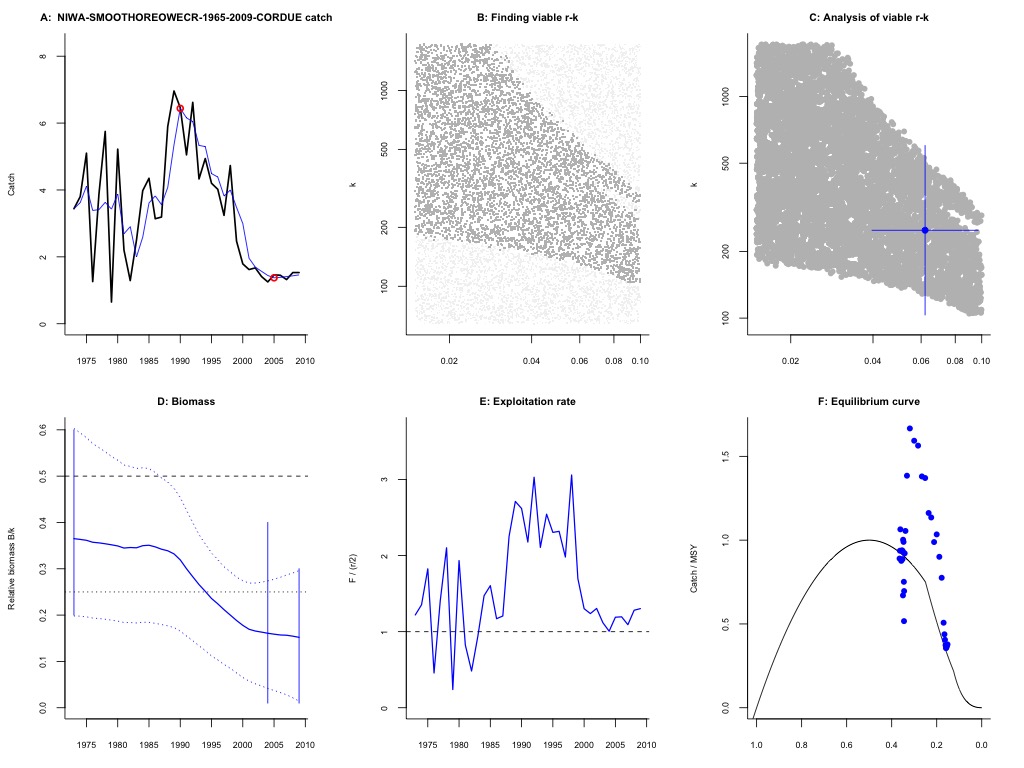 A:  NIWA-SMOOTHOREOWECR-1965-2009-CORDUE catch
Catch
0 2 4 6 8
1975 1980 1985 1990 1995 2000 2005 2010
B: Finding viable r-k
k
100 200 500 1000
0.02 0.04 0.06 0.08 0.10
C: Analysis of viable r-k
k
100 200 500 1000
0.02 0.04 0.06 0.08 0.10
D: Biomass
Relative biomass B/k
0.0 0.1 0.2 0.3 0.4 0.5 0.6
1975 1980 1985 1990 1995 2000 2005 2010
E: Exploitation rate
F / (r/2)
0 1 2 3
1975 1980 1985 1990 1995 2000 2005 2010
F: Equilibrium curve
Catch / MSY
0.0 0.5 1.0 1.5
1.0 0.8 0.6 0.4 0.2 0.0